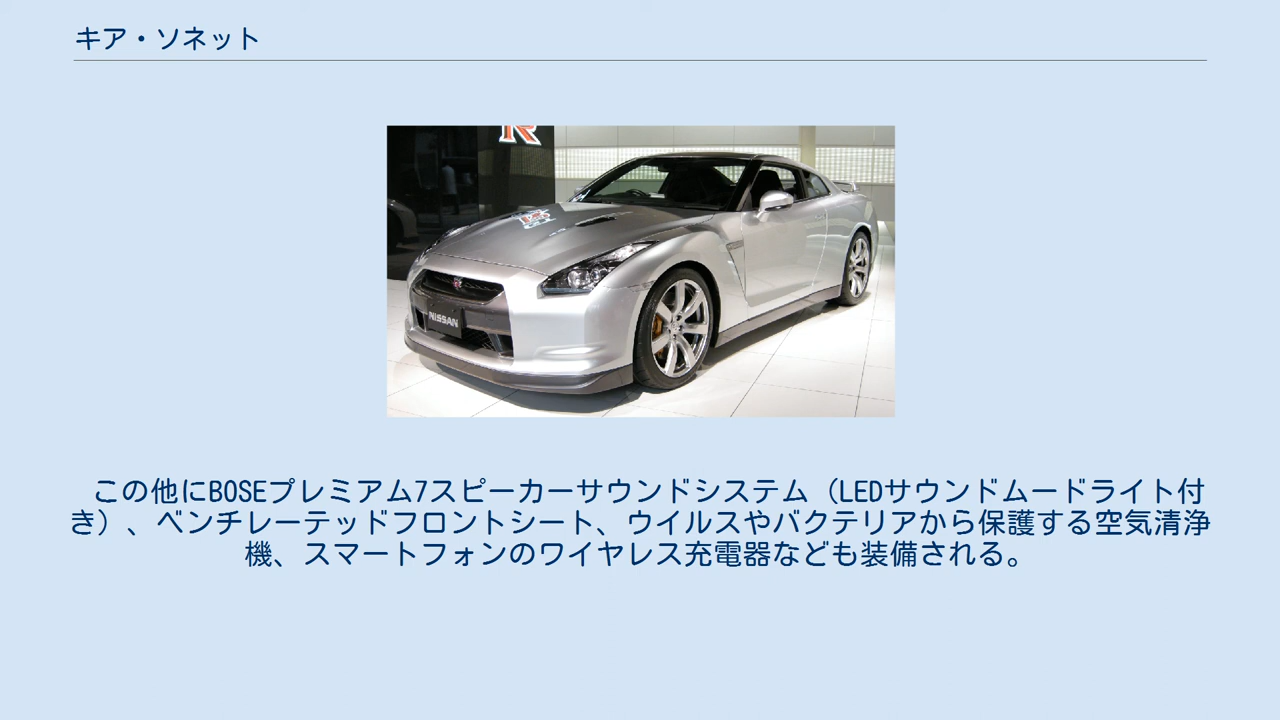 キア・ソネット
R
NISSAN
この他にBOSEプレミアム7スピーカーサウンドシステム（LEDサウンドムードライト付
き）、ベンチレーテッドフロントシート、ウイルスやバクテリアから保護する空気清浄
機、スマートフォンのワイヤレス充電器なども装備される。